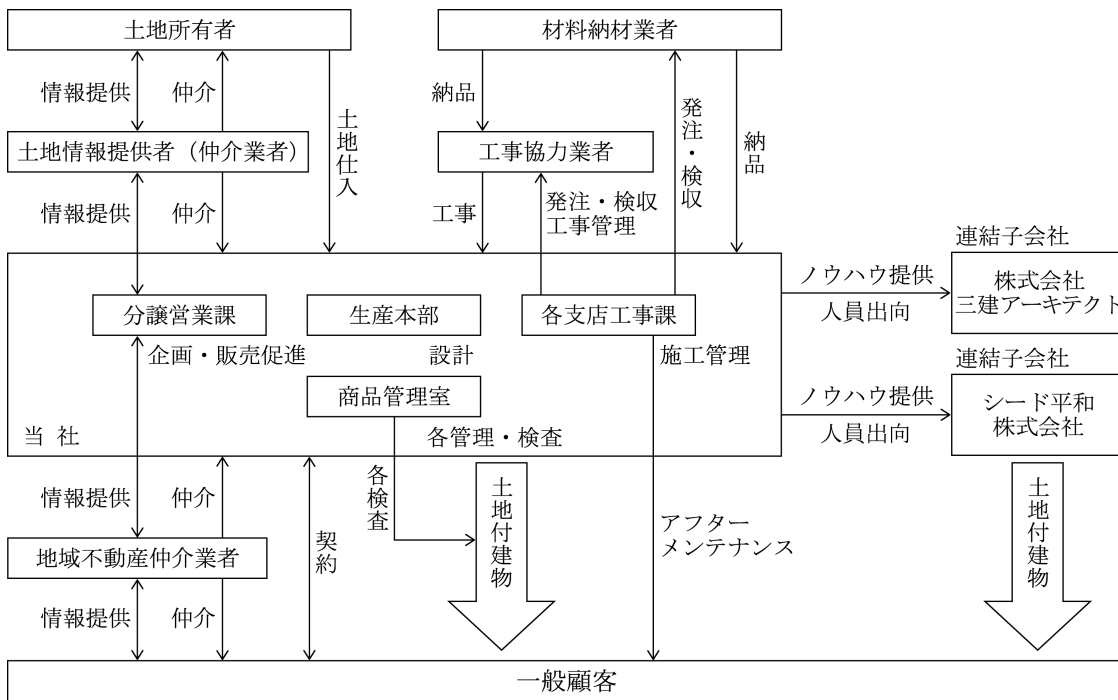 土地所有者
材料納材業者
情報提供
仲介
土地仕入
納品
発注・検収
納品
土地情報提供者（仲介業者）
工事協力業者
情報提供
仲介
工事
発注・検収
工事管理
連結子会社
ノウハウ提供
人員出向
株式会社
三建アーキテクト
分譲営業課
生産本部
各支店工事課
企画・販売促進
設計
施工管理
連結子会社
商品管理室
ノウハウ提供
人員出向
シード平和
株式会社
当 社
各管理・検査
各検査
情報提供
仲介
契約
土地付建物
アフター
メンテナンス
土地付建物
地域不動産仲介業者
情報提供
仲介
一般顧客